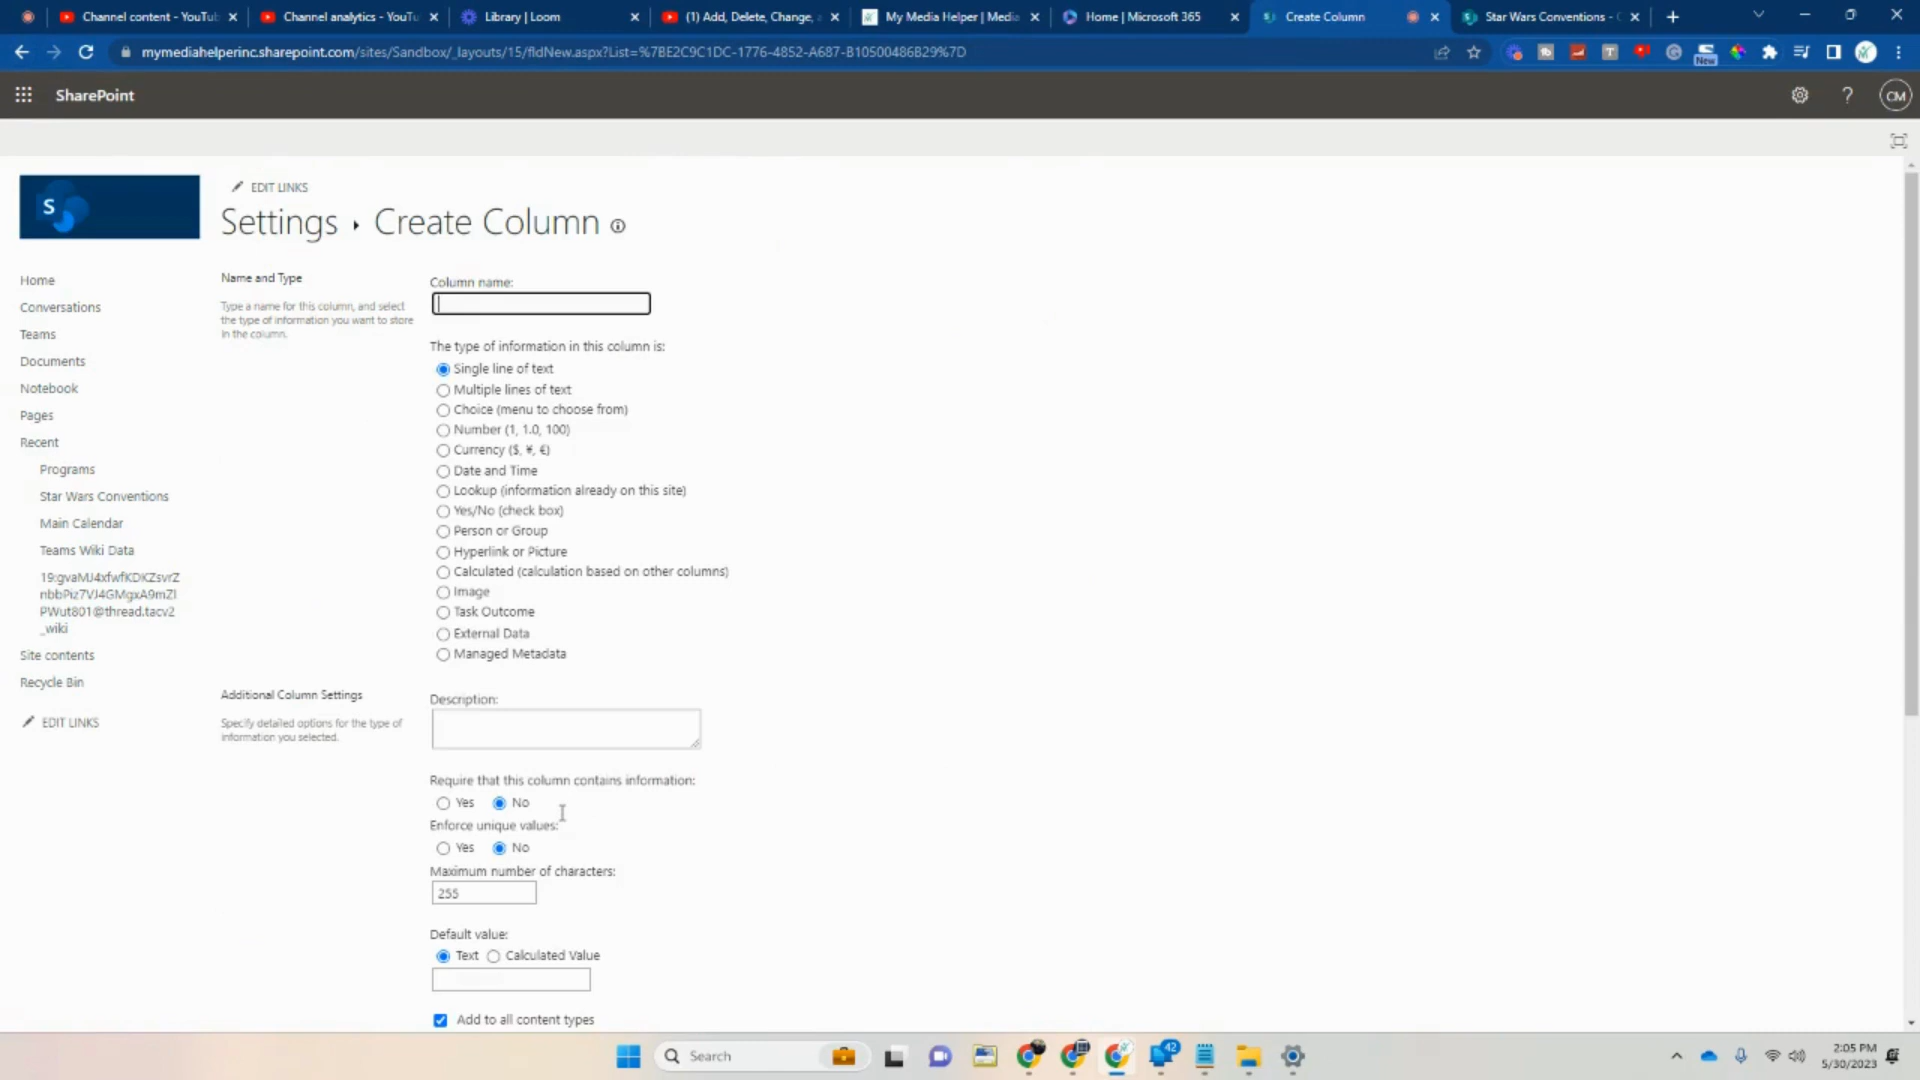 Channel content - YouTub
Channel analytics - YouTu
Library | Loom
(1) Add, Delete, Change, a
My Media Helper | Media
Home | Microsoft 365
Create Column
Star Wars Conventions - C
mymediahelperinc.sharepoint.com/sites/Sandbox/_layouts/15/fldNew.aspx?List=%7BE2C9C1DC-1776-4852-A687-B10500486B29%7D
New
SharePoint
?
CM
S
EDIT LINKS
Settings ▸ Create Column
Home
Conversations
Teams
Documents
Notebook
Pages
Recent
Programs
Star Wars Conventions
Main Calendar
Teams Wiki Data
19:gvaMJ4xfwfKDKZsvrZ
nbbPiz7VJ4GMgxA9mZl
PWut801@thread.tacv2
_wiki
Site contents
Recycle Bin
EDIT LINKS
Name and Type
Type a name for this column, and select
the type of information you want to store
in the column.
Column name:
The type of information in this column is:
Single line of text
Multiple lines of text
Choice (menu to choose from)
Number (1, 1.0, 100)
Currency ($, ¥, €)
Date and Time
Lookup (information already on this site)
Yes/No (check box)
Person or Group
Hyperlink or Picture
Calculated (calculation based on other columns)
Image
Task Outcome
External Data
Managed Metadata
Additional Column Settings
Specify detailed options for the type of
information you selected.
Description:
Require that this column contains information:
Yes No
Enforce unique values:
Yes No
Maximum number of characters:
255
Default value:
Text Calculated Value
Add to all content types
Search
42
2:05 PM
5/30/2023